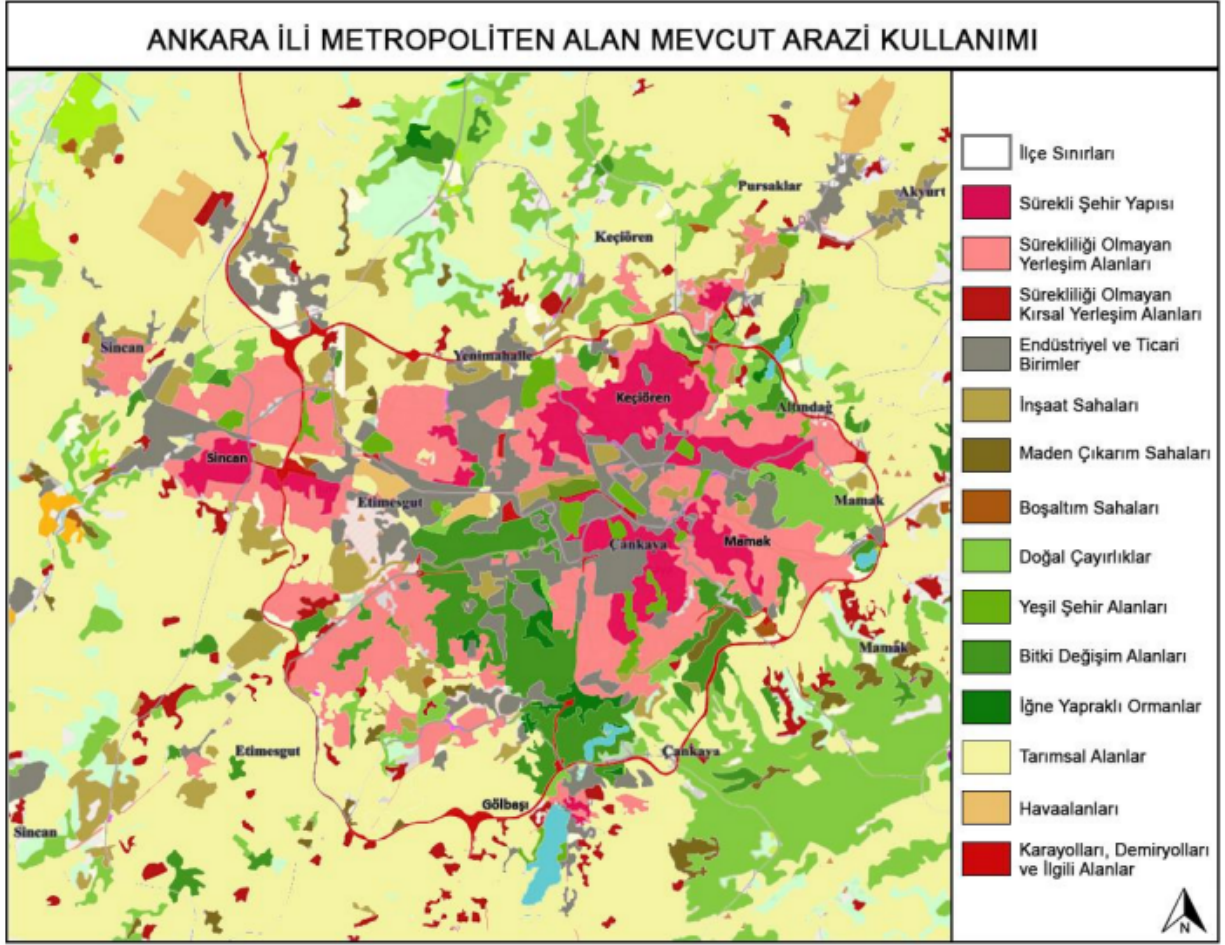 ANKARA İLİ METROPOLİTEN ALAN MEVCUT ARAZİ KULLANIMI
Pursaklar
Akyurt
Keçiören
Sincan
Yenimahalle
Keçiören
Altındağ
Sincan
Etimesgut
Mamak
Çankaya
Mamak
Mamak
Etimesgut
Çankaya
Gölbaşı
Sincan
İlçe Sınırları
Sürekli Şehir Yapısı
Sürekliliği Olmayan
Yerleşim Alanları
Sürekliliği Olmayan
Kırsal Yerleşim Alanları
Endüstriyel ve Ticari
Birimler
İnşaat Sahaları
Maden Çıkarım Sahaları
Boşaltım Sahaları
Doğal Çayırlıklar
Yeşil Şehir Alanları
Bitki Değişim Alanları
İğne Yapraklı Ormanlar
Tarımsal Alanlar
Havaalanları
Karayolları, Demiryolları
ve İlgili Alanlar
N